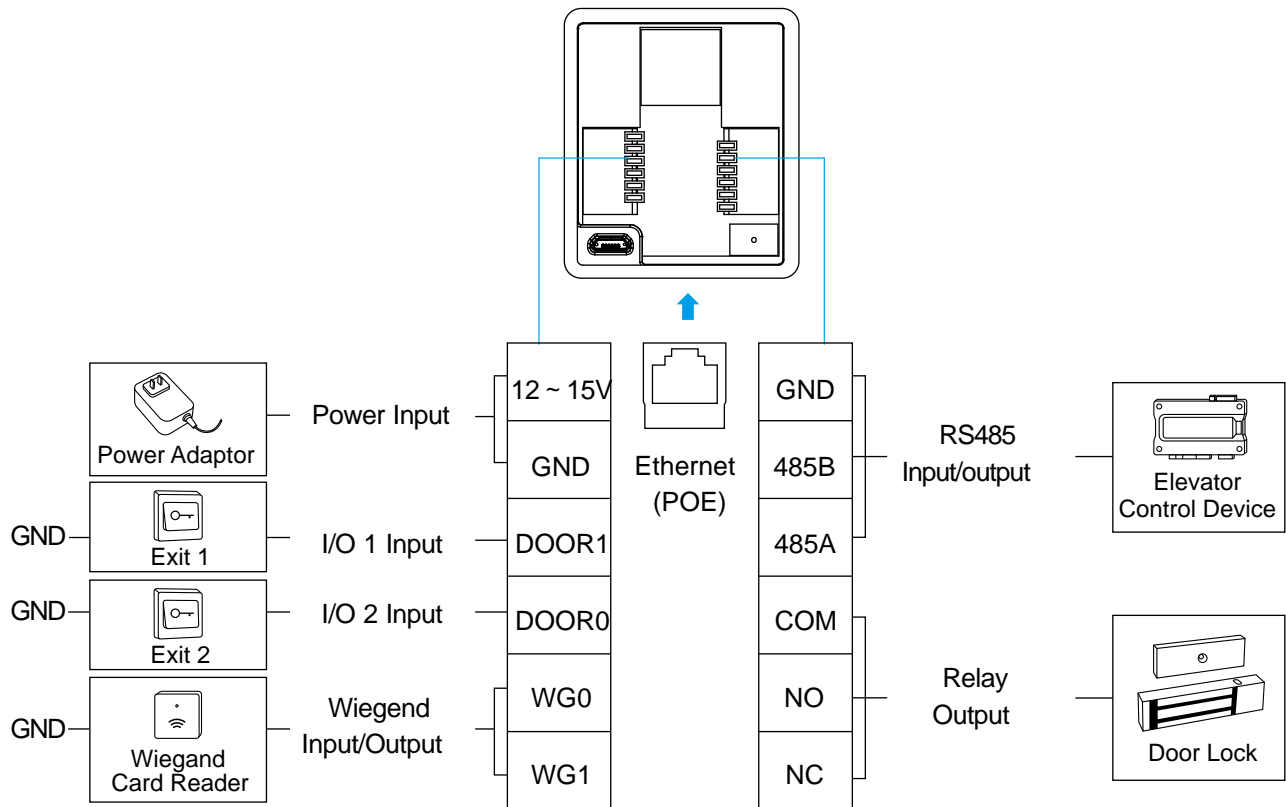 12 ~ 15V
GND
DOOR1
DOOR0
WG0
WG1
Ethernet
(POE)
GND
485B
485A
COM
NO
NC
Power Adaptor
Power Input
GND
Exit 1
I/O 1 Input
GND
Exit 2
I/O 2 Input
GND
Wiegand
Card Reader
Wiegend
Input/Output
RS485
Input/output
Elevator
Control Device
Relay
Output
Door Lock